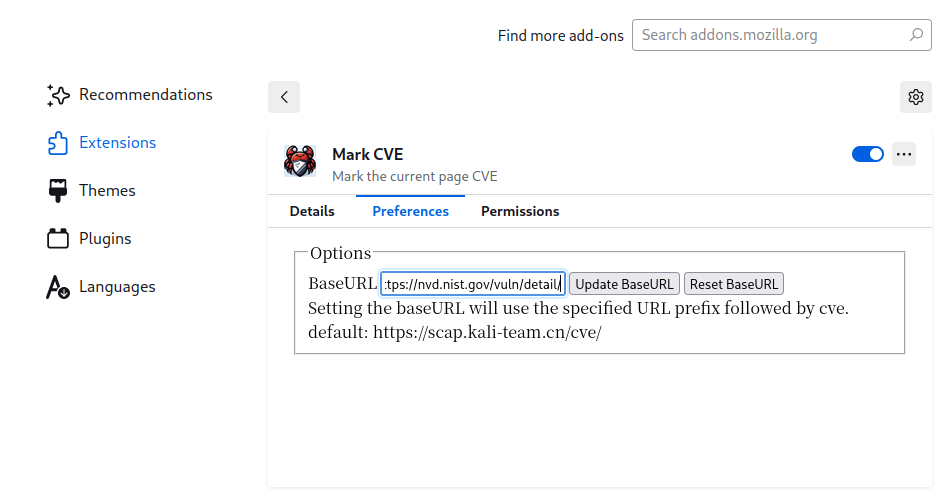 Find more add-ons Search addons.mozilla.org
Recommendations
Extensions
Themes
Plugins
Languages
Mark CVE
Mark the current page CVE
Details Preferences Permissions
Options
BaseURL :tps://nvd.nist.gov/vuln/detail/ Update BaseURL Reset BaseURL
Setting the baseURL will use the specified URL prefix followed by cve.
default: https://scap.kali-team.cn/cve/